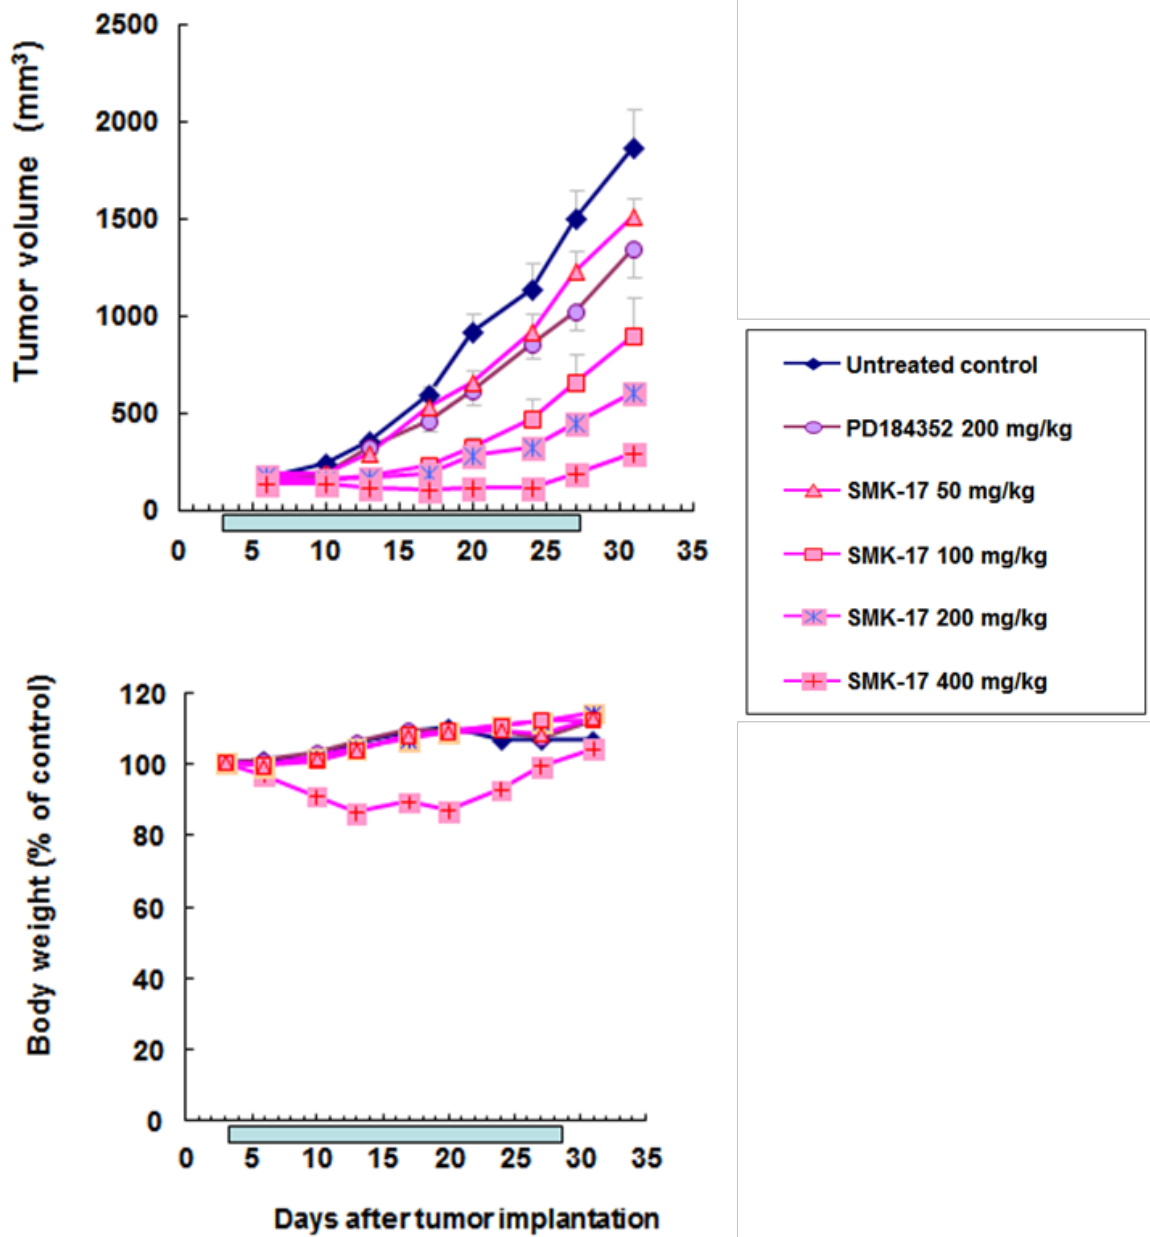 Tumor volume (mm³)
2500
2000
1500
1000
500
0
0 5 10 15 20 25 30 35
Untreated control
PD184352 200 mg/kg
SMK-17 50 mg/kg
SMK-17 100 mg/kg
SMK-17 200 mg/kg
SMK-17 400 mg/kg
Body weight (% of control)
120
100
80
60
40
20
0
0 5 10 15 20 25 30 35
Days after tumor implantation